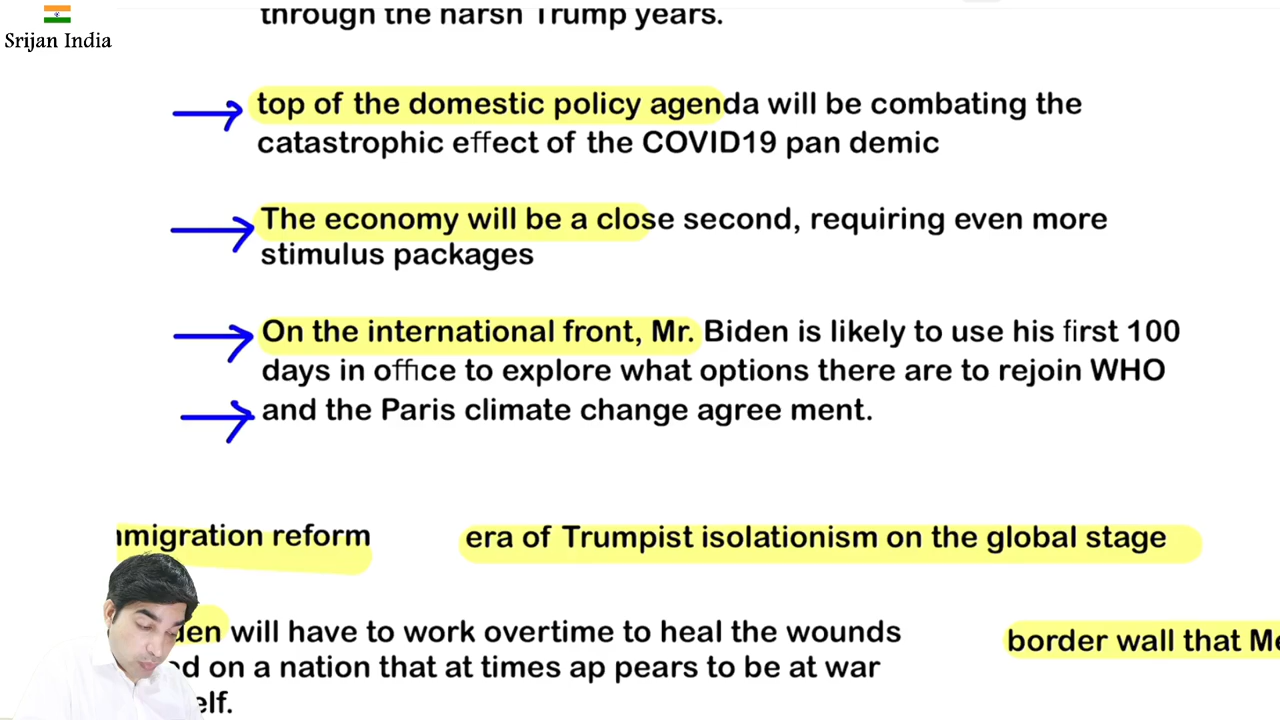 Srijan India
through the harsh Trump years.
top of the domestic policy agenda will be combating the
catastrophic effect of the COVID19 pan demic
The economy will be a close second, requiring even more
stimulus packages
On the international front, Mr. Biden is likely to use his first 100
days in office to explore what options there are to rejoin WHO
and the Paris climate change agree ment.
mmigration reform
era of Trumpist isolationism on the global stage
den will have to work overtime to heal the wounds
border wall that Me
d on a nation that at times ap pears to be at war
elf.